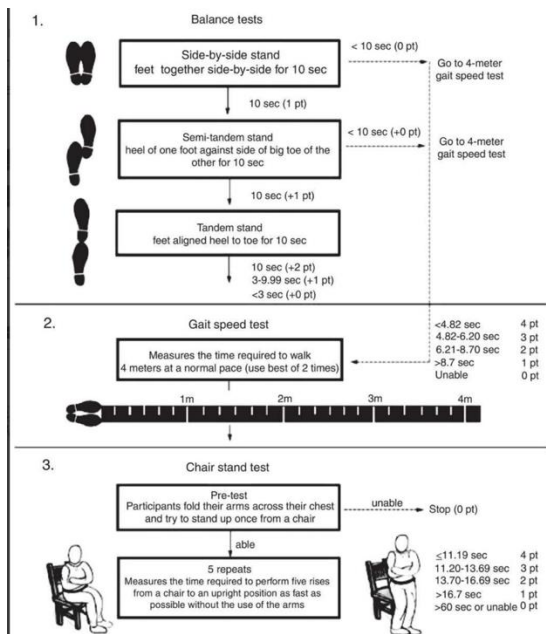 1.
Balance tests
Side-by-side stand
feet together side-by-side for 10 sec
< 10 sec (0 pt)
Go to 4-meter
gait speed test
10 sec (1 pt)
Semi-tandem stand
heel of one foot against side of big toe of the
other for 10 sec
< 10 sec (+0 pt)
Go to 4-meter
gait speed test
10 sec (+1 pt)
Tandem stand
feet aligned heel to toe for 10 sec
10 sec (+2 pt)
3-9.99 sec (+1 pt)
<3 sec (+0 pt)
2.
Gait speed test
Measures the time required to walk
4 meters at a normal pace (use best of 2 times)
<4.82 sec 4 pt
4.82-6.20 sec 3 pt
6.21-8.70 sec 2 pt
>8.7 sec 1 pt
Unable 0 pt
1m 2m 3m 4m
3.
Chair stand test
Pre-test
Participants fold their arms across their chest
and try to stand up once from a chair
unable
Stop (0 pt)
able
5 repeats
Measures the time required to perform five rises
from a chair to an upright position as fast as
possible without the use of the arms
≤11.19 sec 4 pt
11.20-13.69 sec 3 pt
13.70-16.69 sec 2 pt
>16.7 sec 1 pt
>60 sec or unable 0 pt